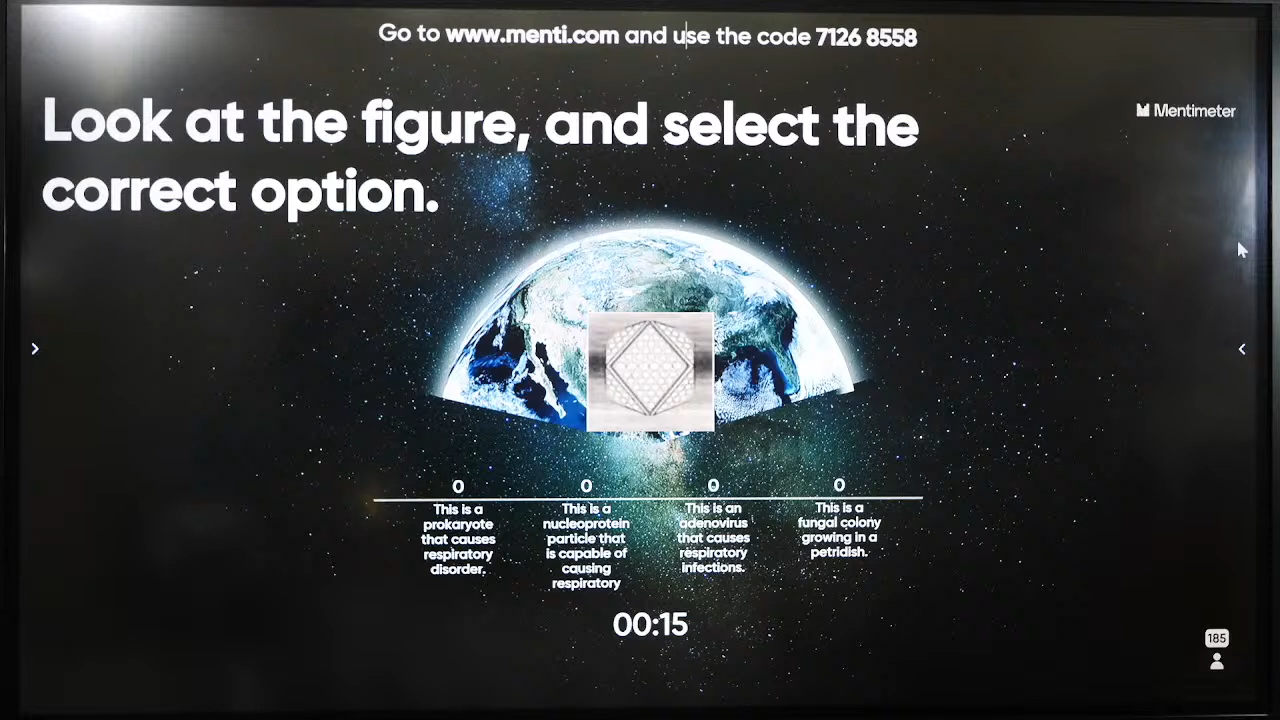 Go to www.menti.com and use the code 7126 8558
Look at the figure, and select the
correct option.
Mentimeter
0
This is a
prokaryote
that causes
respiratory
disorder.
0
This is a
nucleoprotein
particle that
is capable of
causing
respiratory
0
This is an
adenovirus
that causes
respiratory
infections.
0
This is a
fungal colony
growing in a
petridish.
00:15
185